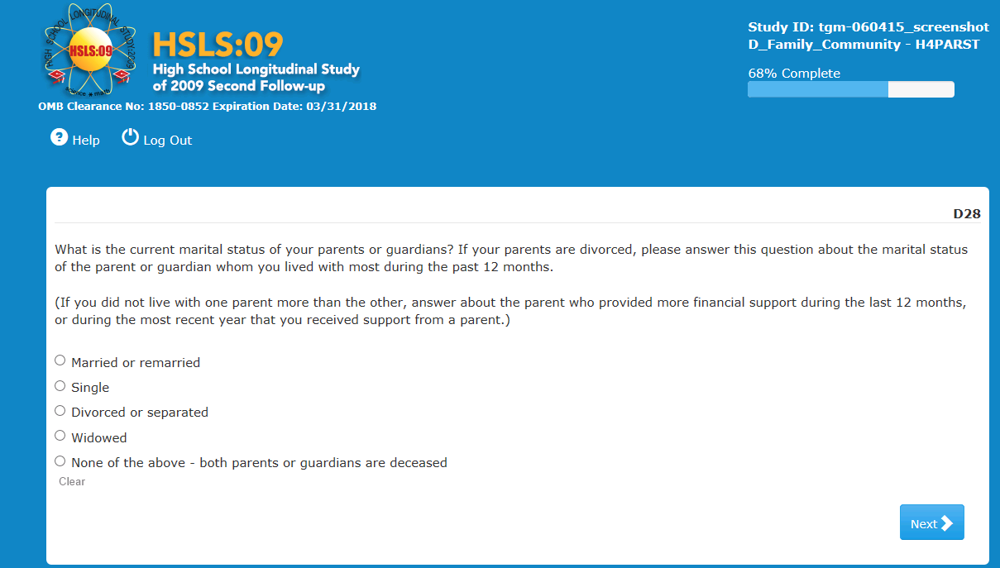 HIGH SCHOOL LONGITUDINAL STUDY:2009
HSLS:09
science * math
HSLS:09
High School Longitudinal Study
of 2009 Second Follow-up
OMB Clearance No: 1850-0852 Expiration Date: 03/31/2018
Study ID: tgm-060415_screenshot
D_Family_Community - H4PARST
68% Complete
? Help
Log Out
D28
What is the current marital status of your parents or guardians? If your parents are divorced, please answer this question about the marital status
of the parent or guardian whom you lived with most during the past 12 months.
(If you did not live with one parent more than the other, answer about the parent who provided more financial support during the last 12 months,
or during the most recent year that you received support from a parent.)
Married or remarried
Single
Divorced or separated
Widowed
None of the above - both parents or guardians are deceased
Clear
Next